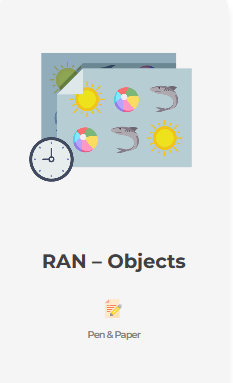 RAN – Objects
Pen & Paper